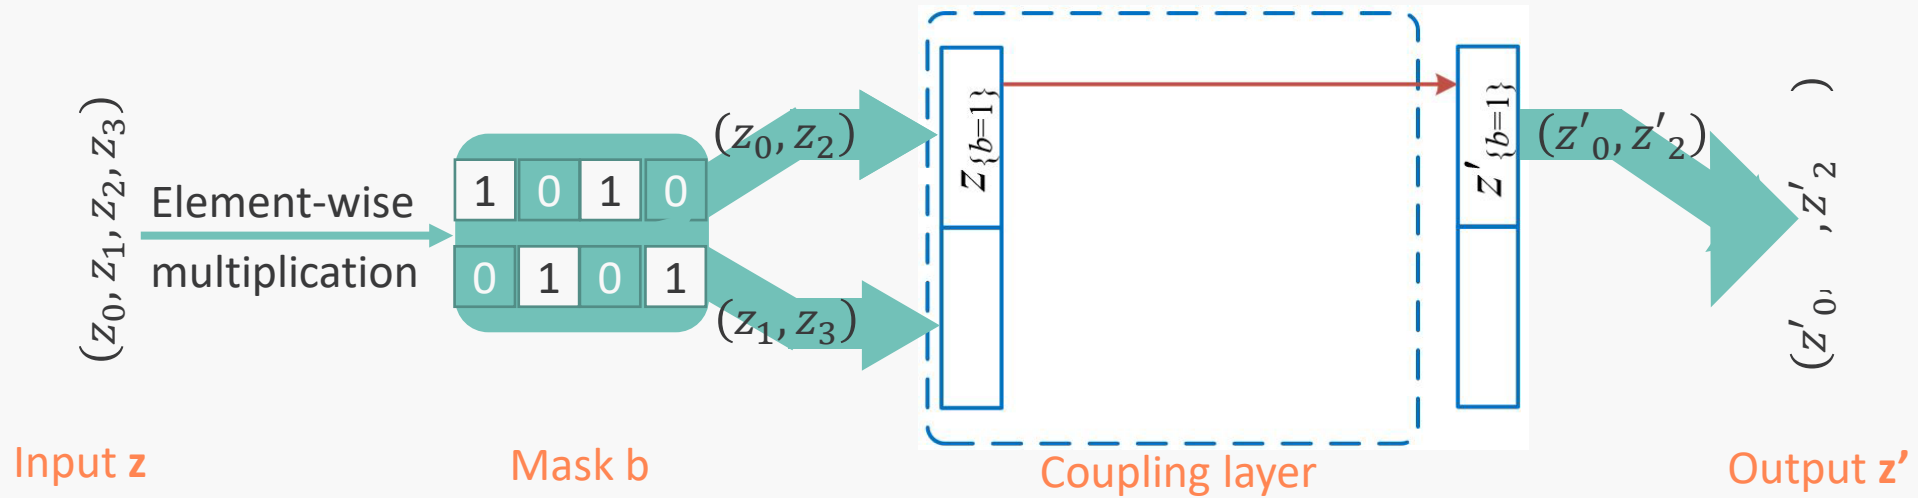 (z₀, z₁, z₂, z₃)
Element-wise
multiplication
1 0 1 0
0 1 0 1
(z₀, z₂)
(z₁, z₃)
z{b=1}
z′{b=1}
(z′₀, z′₂)
(z′₀, , z′₂ )
Input z
Mask b
Coupling layer
Output z’